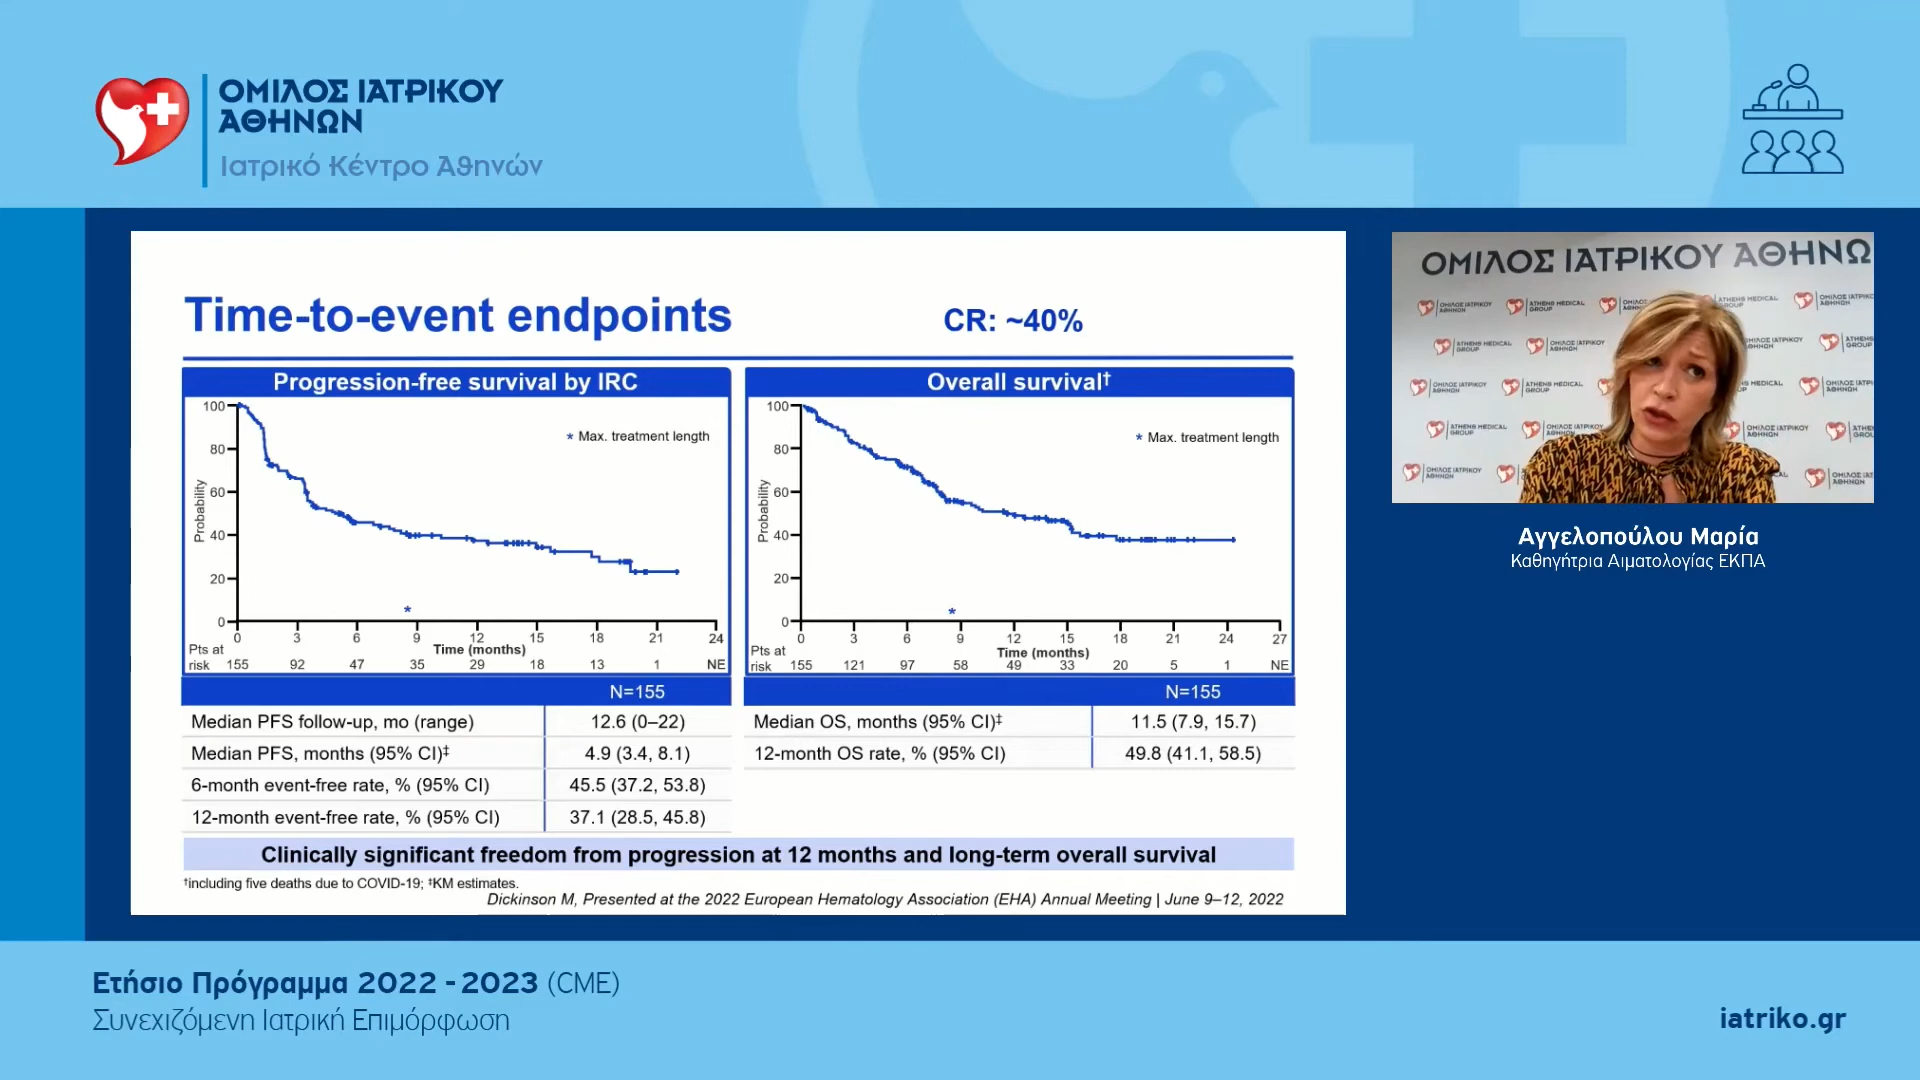 ΟΜΙΛΟΣ ΙΑΤΡΙΚΟΥ
ΑΘΗΝΩΝ
Ιατρικό Κέντρο Αθηνών
Time-to-event endpoints
CR: ~40%
Progression-free survival by IRC
100
80
60
40
20
0
Probability
* Max. treatment length
*
0 3 6 9 12 15 18 21 24
Time (months)
Pts at
risk 155 92 47 35 29 18 13 1 NE
N=155
Median PFS follow-up, mo (range) 12.6 (0–22)
Median PFS, months (95% CI)‡ 4.9 (3.4, 8.1)
6-month event-free rate, % (95% CI) 45.5 (37.2, 53.8)
12-month event-free rate, % (95% CI) 37.1 (28.5, 45.8)
Overall survival†
100
80
60
40
20
0
Probability
* Max. treatment length
*
0 3 6 9 12 15 18 21 24 27
Time (months)
Pts at
risk 155 121 97 58 49 33 20 5 1 NE
N=155
Median OS, months (95% CI)‡ 11.5 (7.9, 15.7)
12-month OS rate, % (95% CI) 49.8 (41.1, 58.5)
Clinically significant freedom from progression at 12 months and long-term overall survival
†including five deaths due to COVID-19; ‡KM estimates.
Dickinson M, Presented at the 2022 European Hematology Association (EHA) Annual Meeting | June 9–12, 2022
ΟΜΙΛΟΣ ΙΑΤΡΙΚΟΥ ΑΘΗΝΩ
ΟΜΙΛΟΣ ΙΑΤΡΙΚΟΥ ΑΘΗΝΩΝ
ATHENS MEDICAL GROUP
Αγγελοπούλου Μαρία
Καθηγήτρια Αιματολογίας ΕΚΠΑ
Ετήσιο Πρόγραμμα 2022 - 2023 (CME)
Συνεχιζόμενη Ιατρική Επιμόρφωση
iatriko.gr